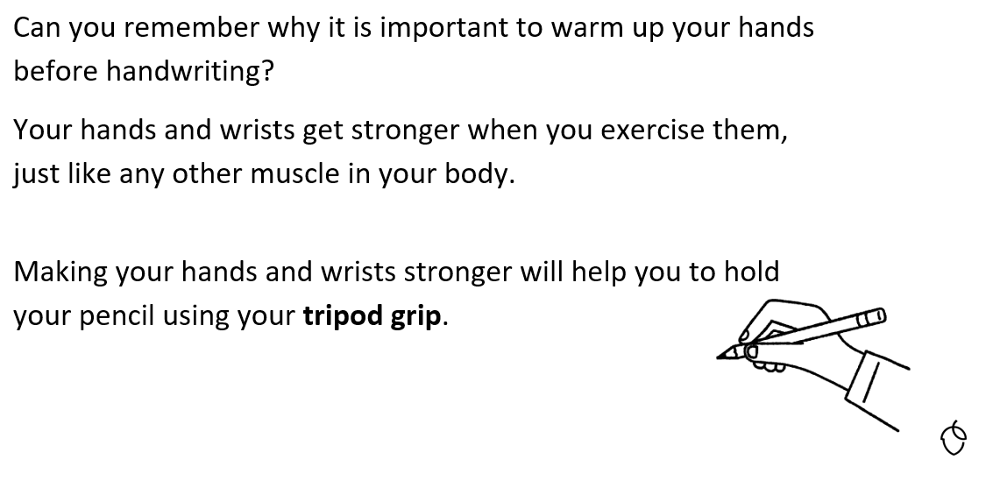 Can you remember why it is important to warm up your hands
before handwriting?
Your hands and wrists get stronger when you exercise them,
just like any other muscle in your body.
Making your hands and wrists stronger will help you to hold
your pencil using your tripod grip.